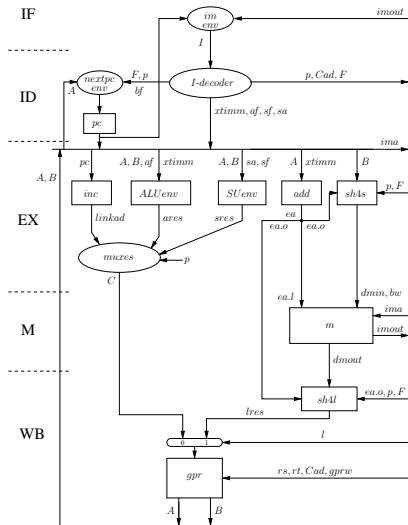 IF
im
env
imout
I
nextpc
env
F, p
bf
I-decoder
p, Cad, F
ID
A
pc
xtimm, af, sf, sa
ima
A, B
pc
A, B, af
xtimm
A, B
sa, sf
A
xtimm
B
inc
ALUenv
SUenv
add
sh4s
p, F
EX
linkad
ares
sres
ea
ea.o
ea.o
muxes
p
C
ea.l
dmin, bw
ima
M
m
imout
dmout
sh4l
ea.o, p, F
lres
WB
0
1
l
gpr
rs, rt, Cad, gprw
A
B